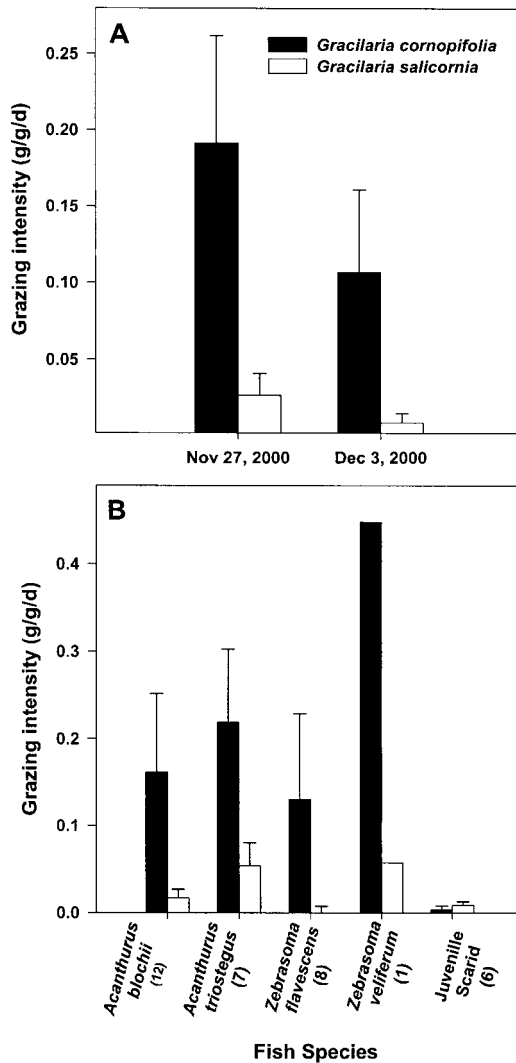 A
Gracilaria cornopifolia
Gracilaria salicornia
Grazing intensity (g/g/d)
0.25
0.20
0.15
0.10
0.05
Nov 27, 2000
Dec 3, 2000
B
Grazing intensity (g/g/d)
0.4
0.3
0.2
0.1
0.0
Acanthurus
blochii (12)
Acanthurus
triostegus (7)
Zebrasoma
flavescens (8)
Zebrasoma
veliferum (1)
Juvenille
Scarid (6)
Fish Species